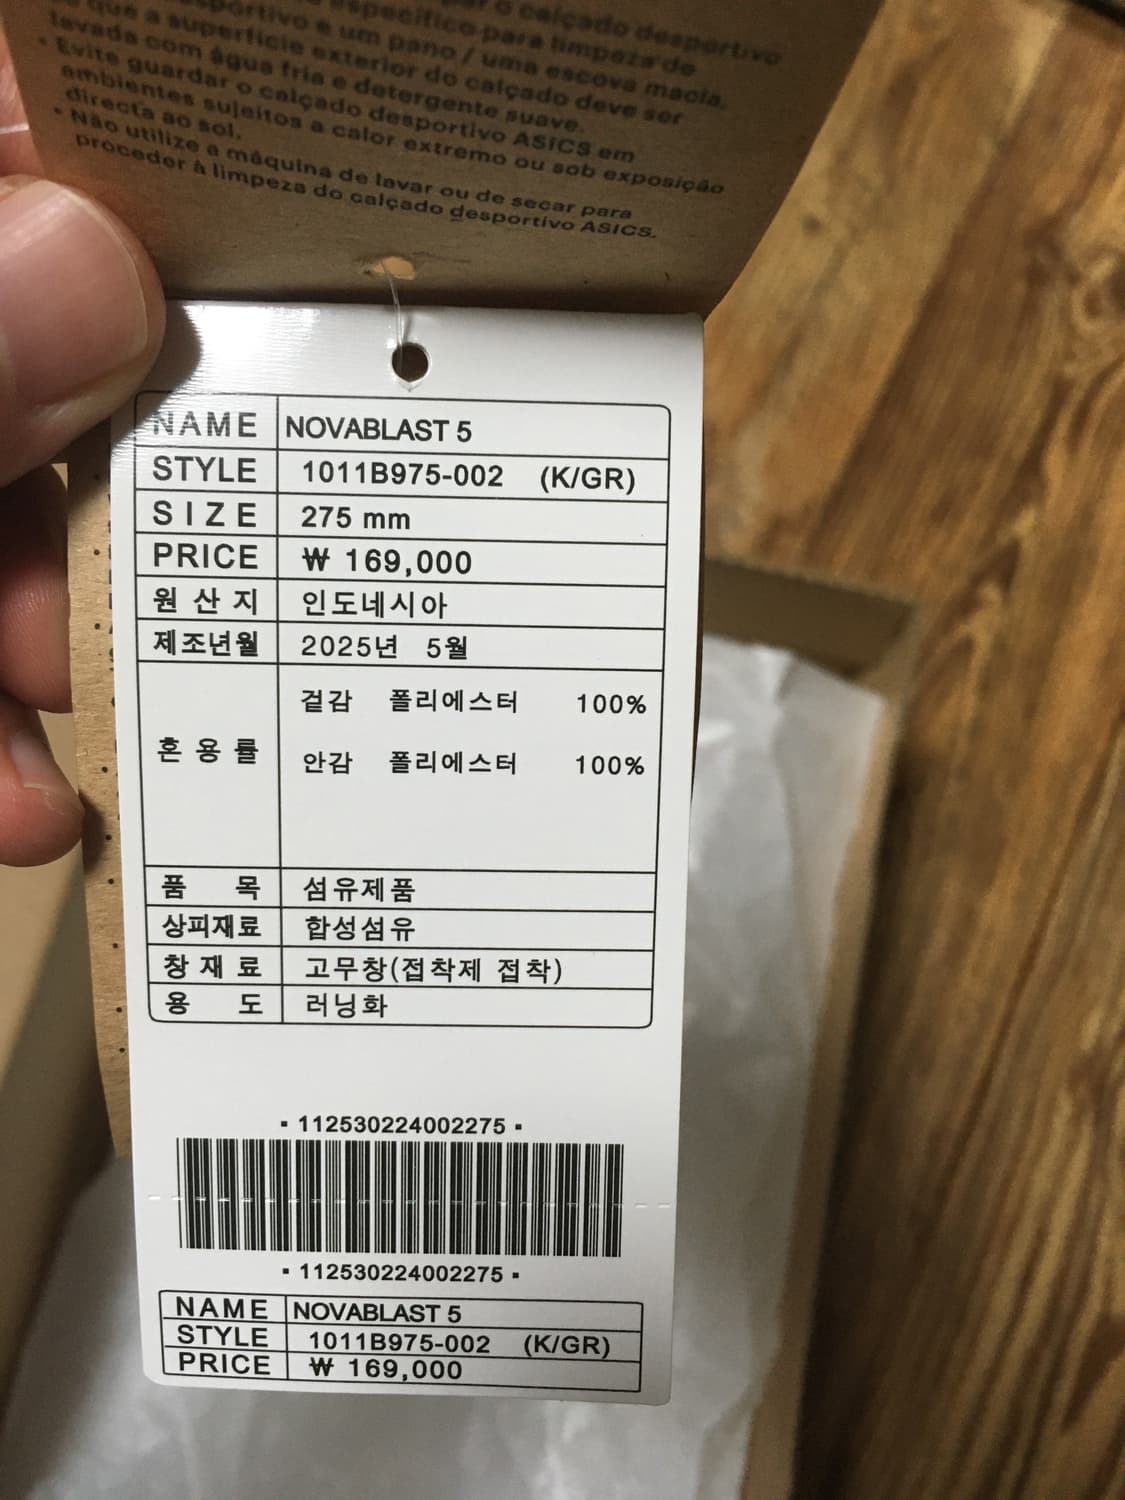 o calçado desportivo
específico para limpeza do
desportivo e um pano / uma escova macia.
que a superfície exterior do calçado deve ser
lavada com água fria e detergente suave.
• Evite guardar o calçado desportivo ASICS em
ambientes sujeitos a calor extremo ou sob exposição
directa ao sol.
• Não utilize a máquina de lavar ou de secar para
proceder à limpeza do calçado desportivo ASICS.
NAME NOVABLAST 5
STYLE 1011B975-002 (K/GR)
SIZE 275 mm
PRICE ₩ 169,000
원산지 인도네시아
제조년월 2025년 5월
혼용률
겉감 폴리에스터 100%
안감 폴리에스터 100%
품목 섬유제품
상피재료 합성섬유
창재료 고무창(접착제 접착)
용도 러닝화
▪ 112530224002275 ▪
▪ 112530224002275 ▪
NAME NOVABLAST 5
STYLE 1011B975-002 (K/GR)
PRICE ₩ 169,000